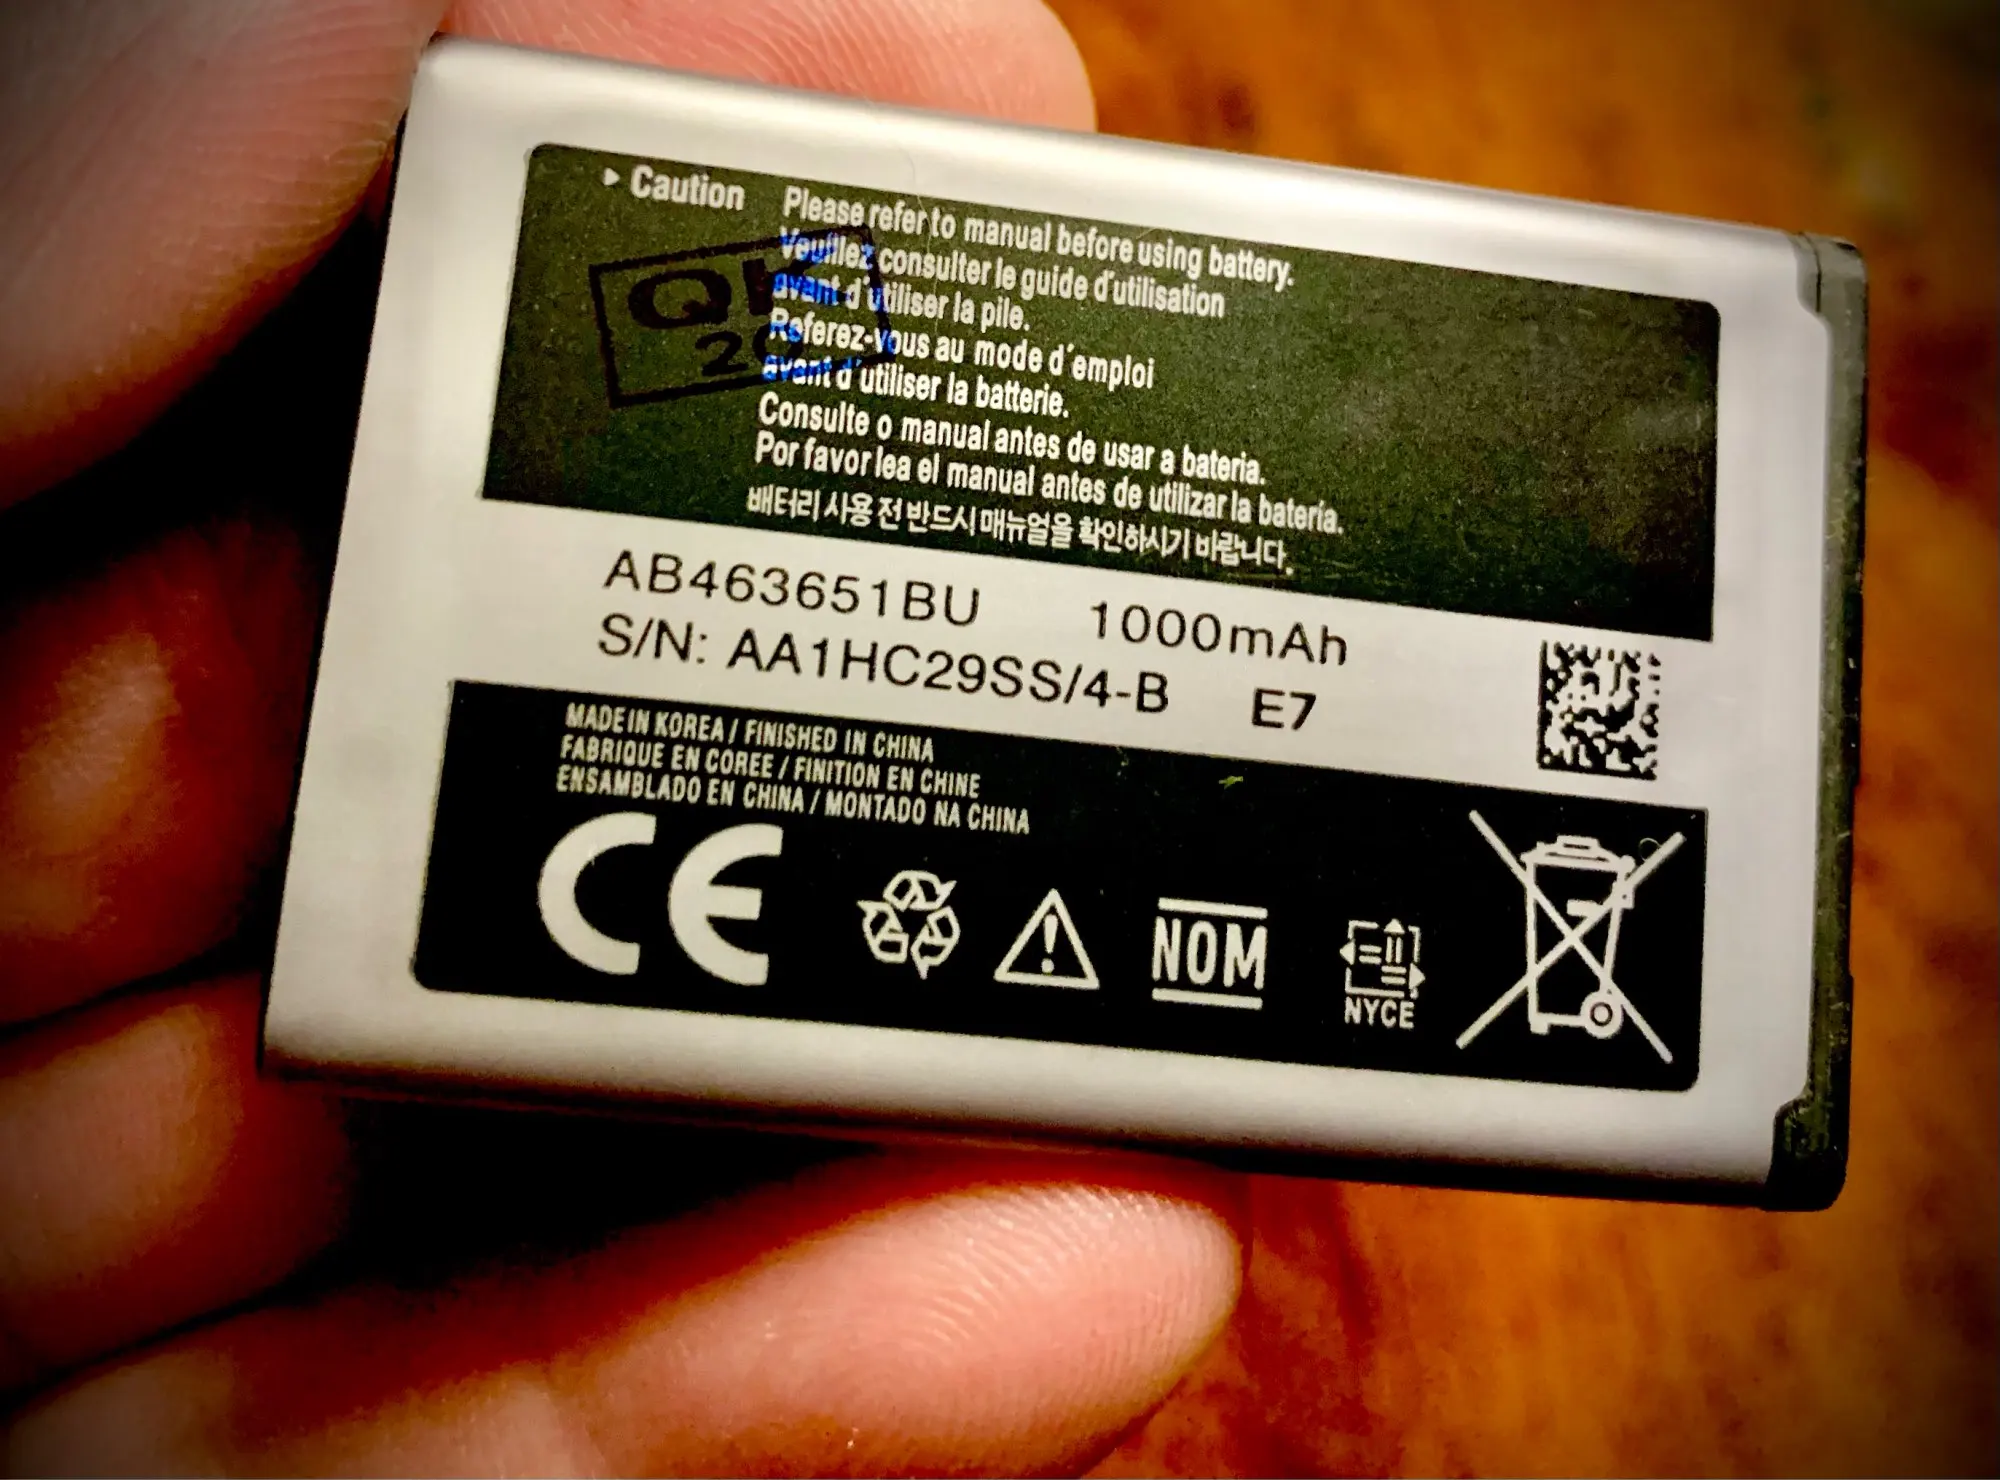 ▸ Caution Please refer to manual before using battery.
Veuillez consulter le guide d'utilisation
avant d'utiliser la pile.
Referez-vous au mode d'emploi
avant d'utiliser la batterie.
Consulte o manual antes de usar a bateria.
Por favor lea el manual antes de utilizar la batería.
배터리 사용 전 반드시 매뉴얼을 확인하시기 바랍니다.
20
AB463651BU 1000mAh
S/N: AA1HC29SS/4-B E7
MADE IN KOREA / FINISHED IN CHINA
FABRIQUE EN COREE / FINITION EN CHINE
ENSAMBLADO EN CHINA / MONTADO NA CHINA
CE
NOM
NYCE